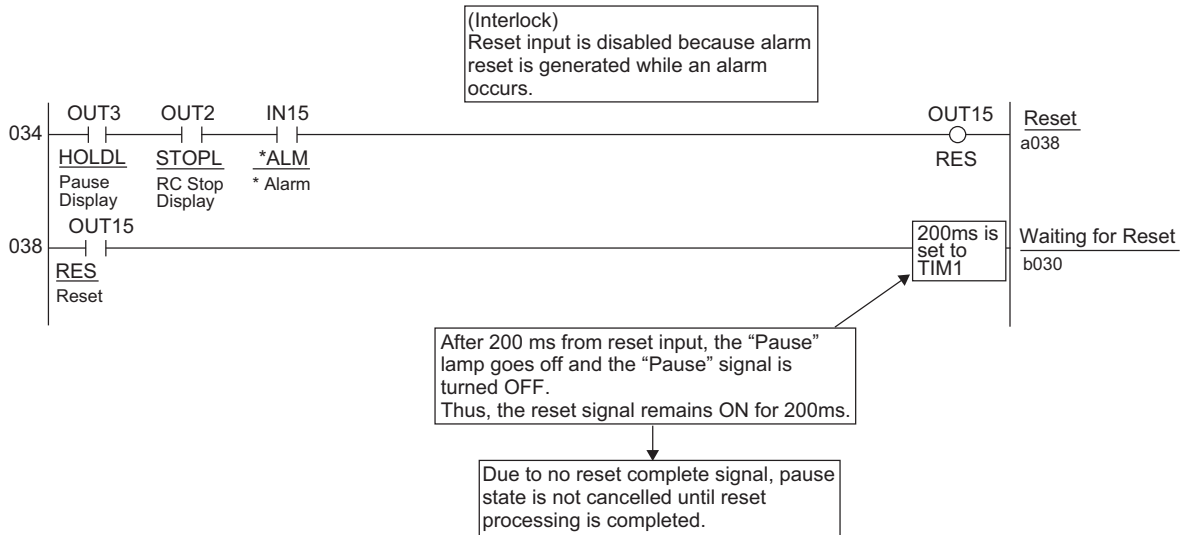 (Interlock)
Reset input is disabled because alarm
reset is generated while an alarm
occurs.
OUT3
OUT2
IN15
OUT15
Reset
034
a038
HOLDL
STOPL
*ALM
RES
Pause
Display
RC Stop
Display
* Alarm
OUT15
038
200ms is
set to
TIM1
Waiting for Reset
b030
RES
Reset
After 200 ms from reset input, the “Pause”
lamp goes off and the “Pause” signal is
turned OFF.
Thus, the reset signal remains ON for 200ms.
Due to no reset complete signal, pause
state is not cancelled until reset
processing is completed.